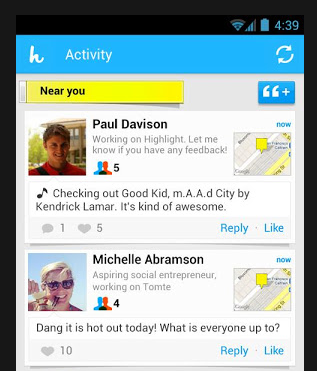 4:39
h Activity
Near you
Paul Davison
now
Working on Highlight. Let me
know if you have any feedback!
5
Checking out Good Kid, m.A.A.d City by
Kendrick Lamar. It's kind of awesome.
1 5 Reply · Like
Michelle Abramson
now
Aspiring social entrepreneur,
working on Tomte
4
Dang it is hot out today! What is everyone up to?
10 Reply · Like